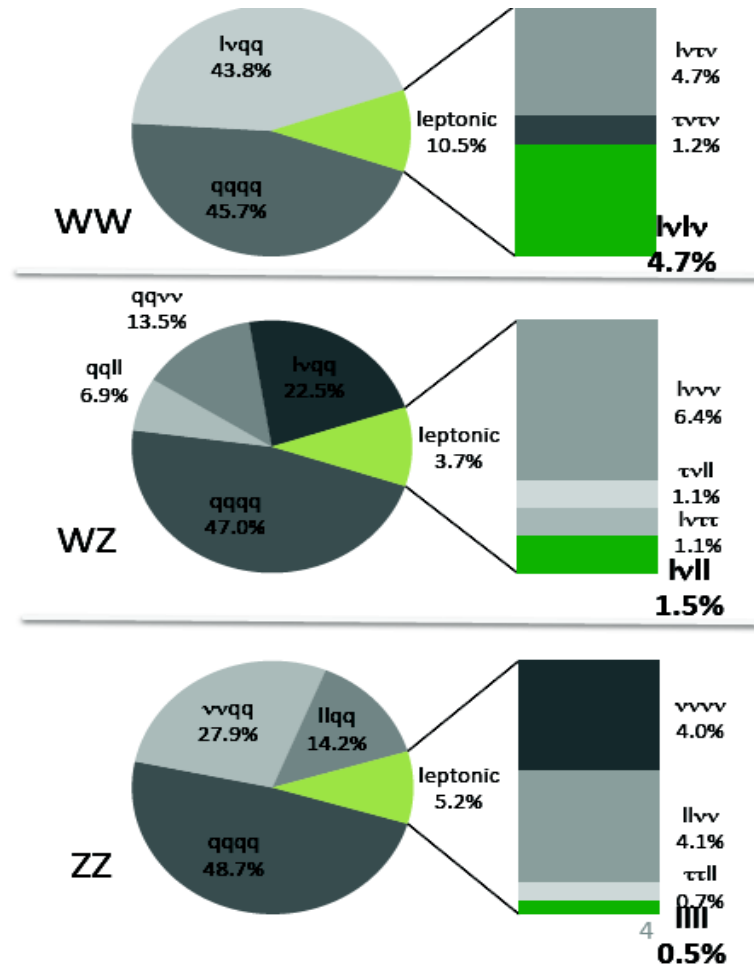 lνqq
43.8%
leptonic
10.5%
qqqq
45.7%
WW
lντν
4.7%
τντν
1.2%
lνlν
4.7%
qqνν
13.5%
qqll
6.9%
lνqq
22.5%
leptonic
3.7%
qqqq
47.0%
WZ
lννν
6.4%
τνll
1.1%
lνττ
1.1%
lνll
1.5%
ννqq
27.9%
llqq
14.2%
leptonic
5.2%
qqqq
48.7%
ZZ
νννν
4.0%
llνν
4.1%
ττll
0.7%
llll
4
0.5%